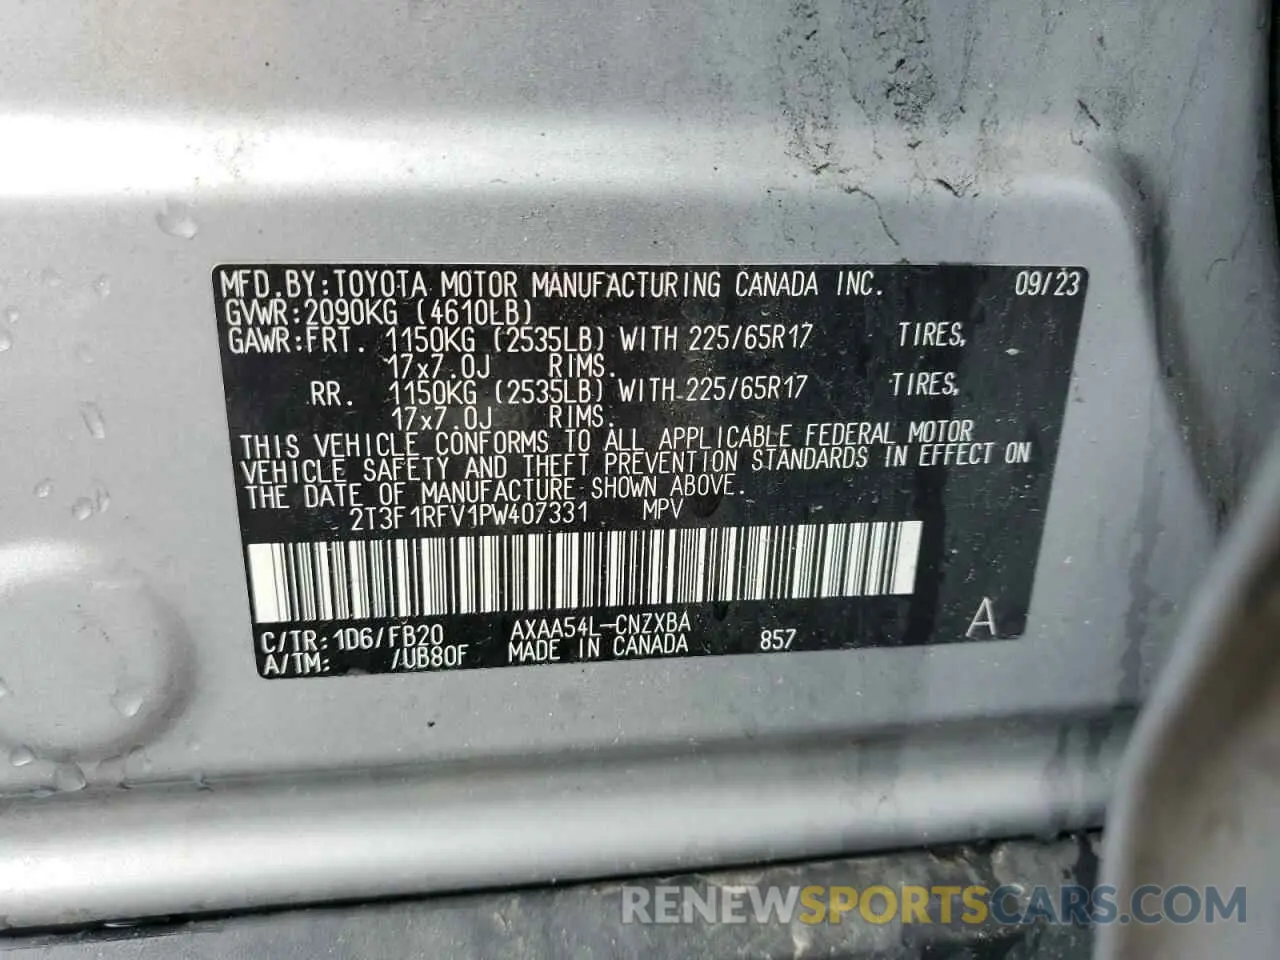 MFD.BY:TOYOTA MOTOR MANUFACTURING CANADA INC. 09/23
GVWR:2090KG (4610LB)
GAWR:FRT. 1150KG (2535LB) WITH 225/65R17 TIRES,
17x7.0J RIMS.
RR. 1150KG (2535LB) WITH 225/65R17 TIRES,
17x7.0J RIMS.
THIS VEHICLE CONFORMS TO ALL APPLICABLE FEDERAL MOTOR
VEHICLE SAFETY AND THEFT PREVENTION STANDARDS IN EFFECT ON
THE DATE OF MANUFACTURE SHOWN ABOVE.
2T3F1RFV1PW407331 MPV
C/TR:1D6/FB20 AXAA54L-CNZXBA
A/TM: /UB80F MADE IN CANADA 857 A
RENEWSPORTSCARS.COM